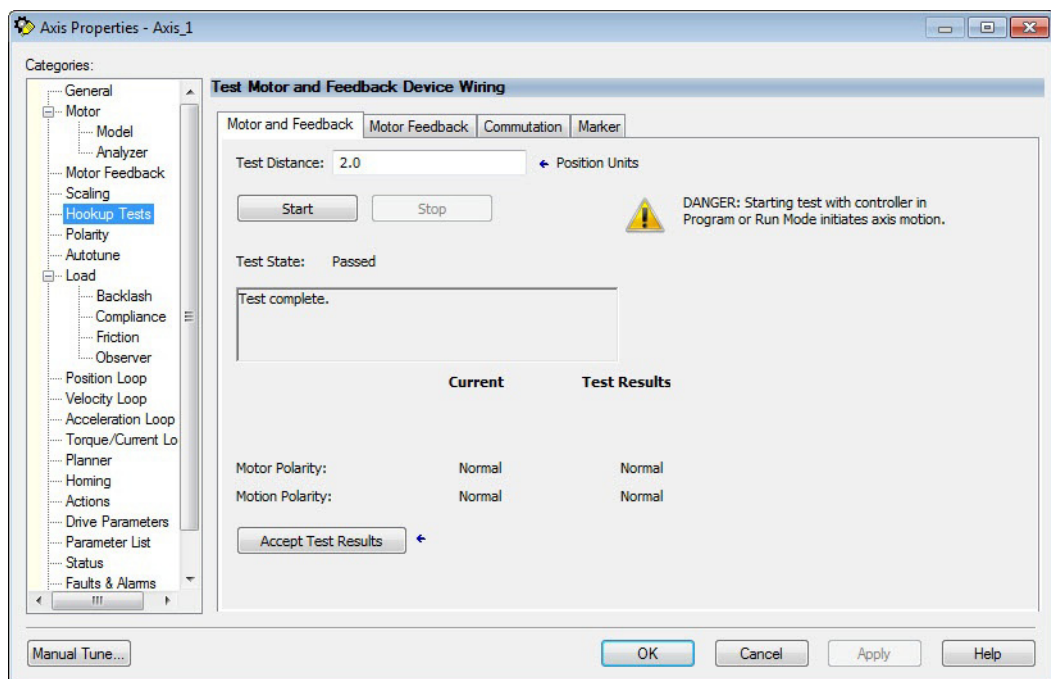 Axis Properties - Axis_1
Categories:
General
Motor
Model
Analyzer
Motor Feedback
Scaling
Hookup Tests
Polarity
Autotune
Load
Backlash
Compliance
Friction
Observer
Position Loop
Velocity Loop
Acceleration Loop
Torque/Current Lo
Planner
Homing
Actions
Drive Parameters
Parameter List
Status
Faults & Alarms
Test Motor and Feedback Device Wiring
Motor and Feedback Motor Feedback Commutation Marker
Test Distance: 2.0 Position Units
Start Stop
DANGER: Starting test with controller in
Program or Run Mode initiates axis motion.
Test State: Passed
Test complete.
Current Test Results
Motor Polarity: Normal Normal
Motion Polarity: Normal Normal
Accept Test Results
Manual Tune... OK Cancel Apply Help